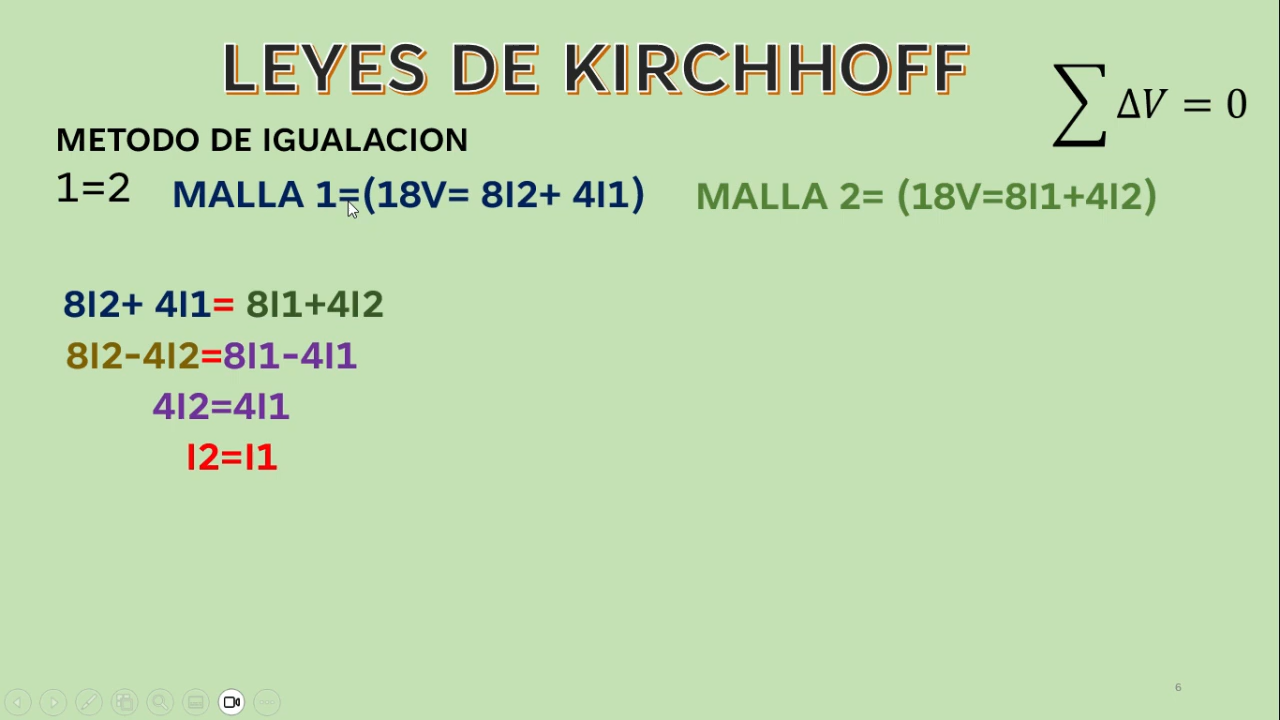 LEYES DE KIRCHHOFF
∑ΔV = 0
METODO DE IGUALACION
1=2 MALLA 1=(18V= 8I2+ 4I1) MALLA 2= (18V=8I1+4I2)
8I2+ 4I1= 8I1+4I2
8I2-4I2=8I1-4I1
4I2=4I1
I2=I1
6